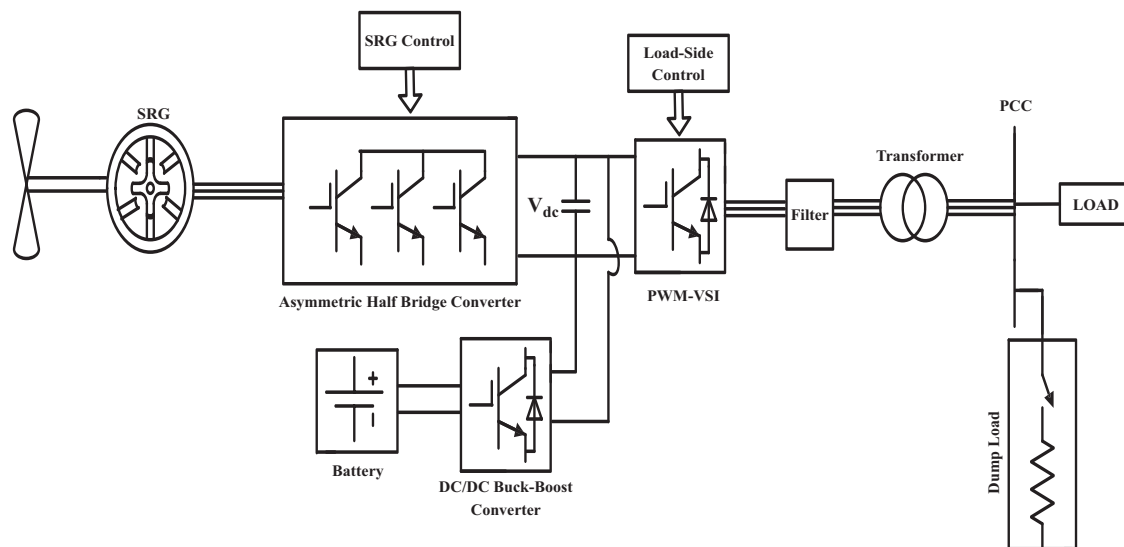 SRG Control
Load-Side
Control
SRG
PCC
Transformer
V_dc
Filter
LOAD
Asymmetric Half Bridge Converter
PWM-VSI
+
Battery
DC/DC Buck-Boost
Converter
Dump Load